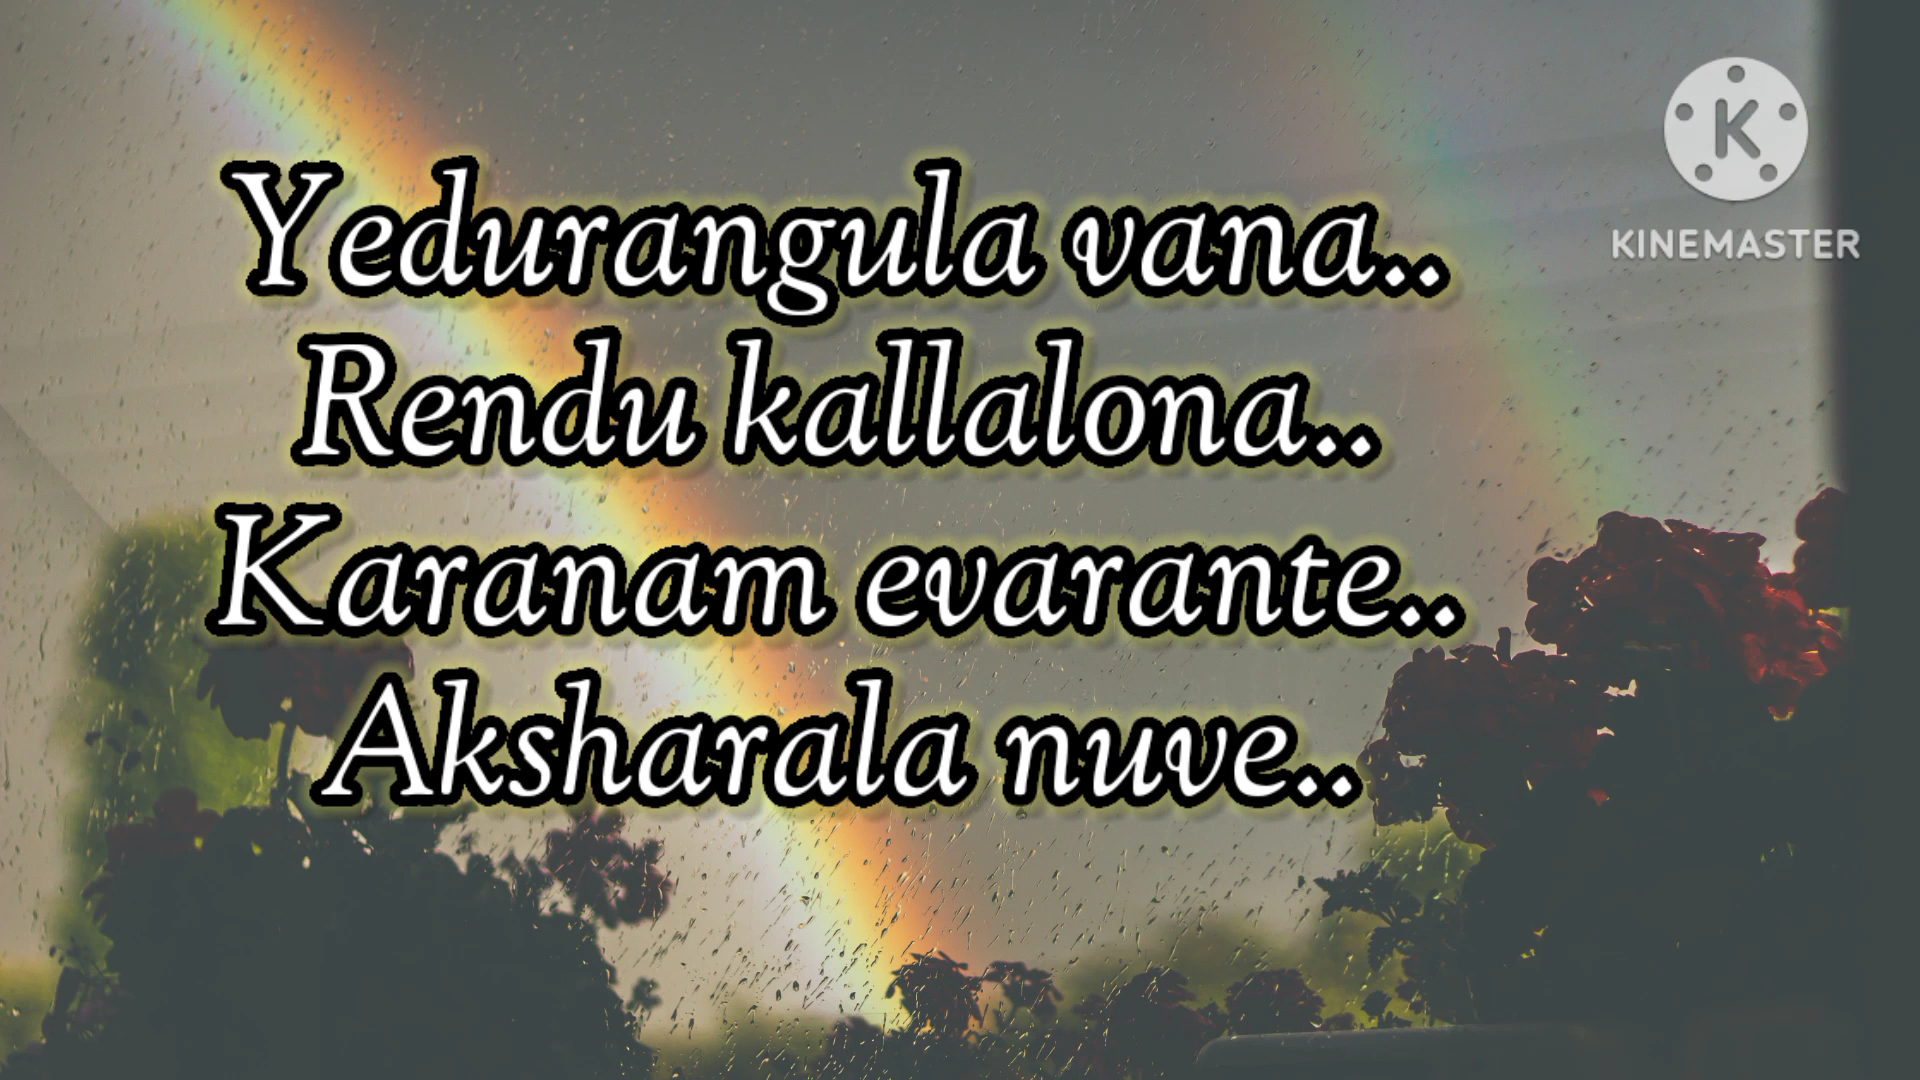 Yedurangula vana..
Rendu kallalona..
Karanam evarante..
Aksharala nuve..
K
KINEMASTER